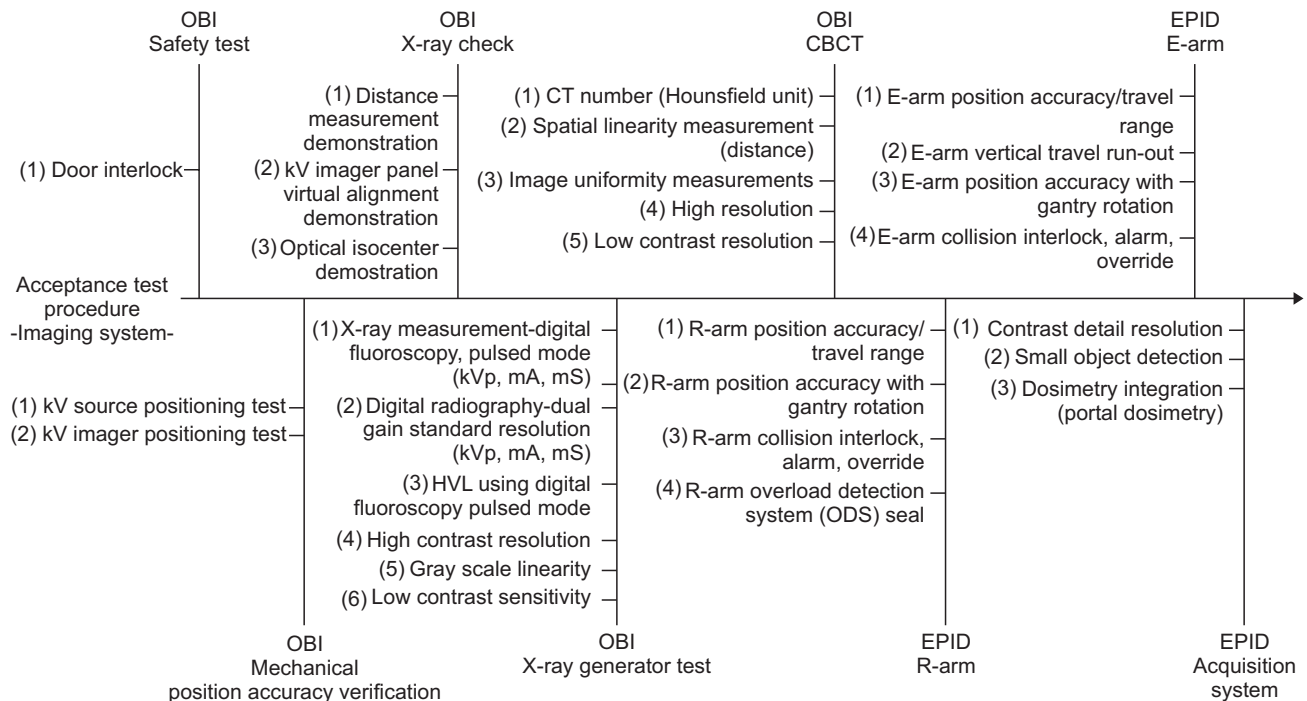 OBI
Safety test
OBI
X-ray check
OBI
CBCT
EPID
E-arm
(1) Door interlock
(1) Distance
measurement
demonstration
(2) kV imager panel
virtual alignment
demonstration
(3) Optical isocenter
demostration
(1) CT number (Hounsfield unit)
(2) Spatial linearity measurement
(distance)
(3) Image uniformity measurements
(4) High resolution
(5) Low contrast resolution
(1) E-arm position accuracy/travel
range
(2) E-arm vertical travel run-out
(3) E-arm position accuracy with
gantry rotation
(4) E-arm collision interlock, alarm,
override
Acceptance test
procedure
-Imaging system-
(1) kV source positioning test
(2) kV imager positioning test
(1) X-ray measurement-digital
fluoroscopy, pulsed mode
(kVp, mA, mS)
(2) Digital radiography-dual
gain standard resolution
(kVp, mA, mS)
(3) HVL using digital
fluoroscopy pulsed mode
(4) High contrast resolution
(5) Gray scale linearity
(6) Low contrast sensitivity
(1) R-arm position accuracy/
travel range
(2) R-arm position accuracy with
gantry rotation
(3) R-arm collision interlock,
alarm, override
(4) R-arm overload detection
system (ODS) seal
(1) Contrast detail resolution
(2) Small object detection
(3) Dosimetry integration
(portal dosimetry)
OBI
Mechanical
position accuracy verification
OBI
X-ray generator test
EPID
R-arm
EPID
Acquisition
system